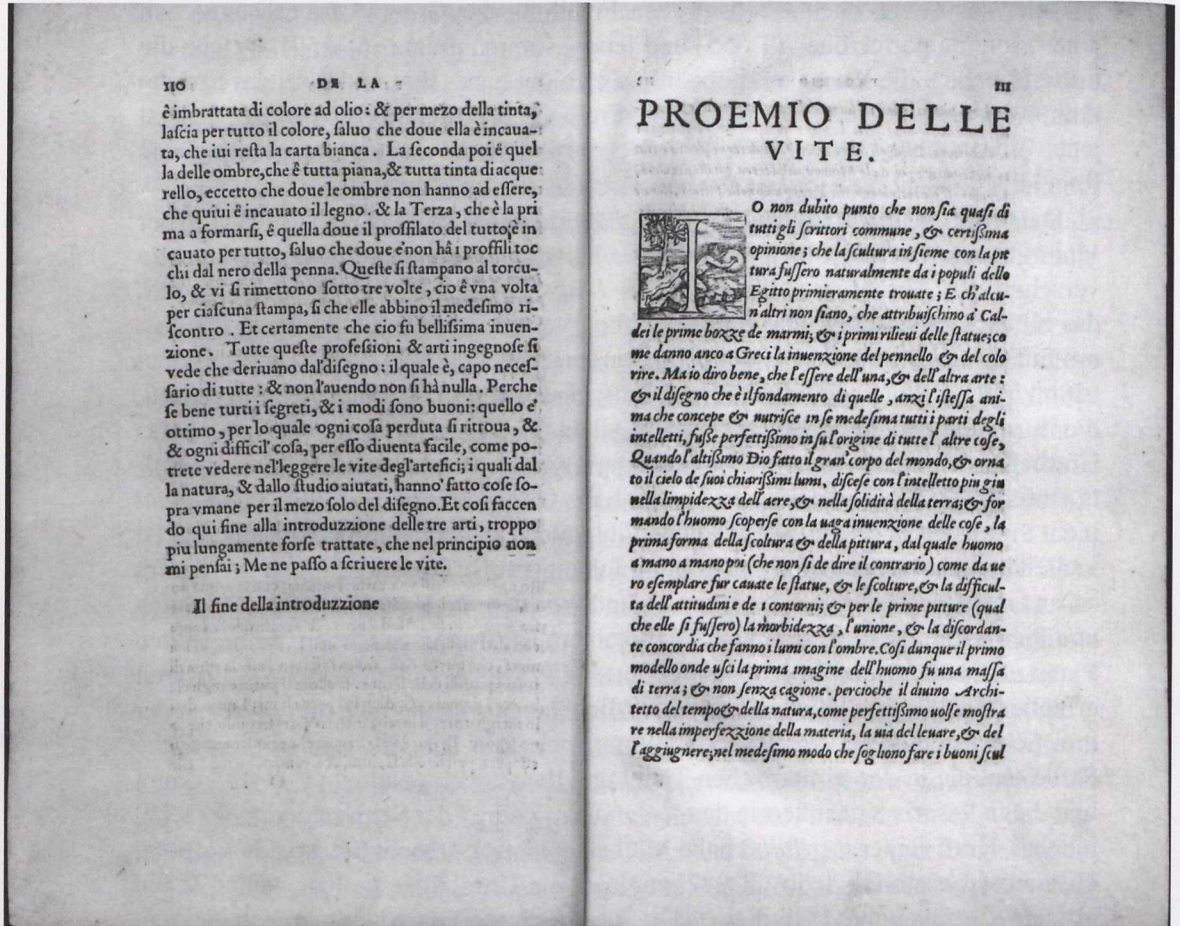 110
DE LA
ê imbrattata di colore ad olio: & per mezo della tinta,
laſcia per tutto il colore, ſaluo che doue ella è incaua-
ta, che iui reſta la carta bianca. La ſeconda poi é quel
la delle ombre, che ê tutta piana, & tutta tinta di acque
rello, eccetto che doue le ombre non hanno ad eſſere,
che quiui ê incauato il legno. & la Terza, che è la pri
ma a formarſi, ê quella doue il proffilato del tutto, è in
cauato per tutto, ſaluo che doue e'non hâ i proffili toc
chi dal nero della penna. Queſte ſi ſtampano al torcu-
lo, & vi ſi rimettono ſotto tre volte, cio è vna volta
per ciaſcuna ſtampa, ſi che elle abbino il medeſimo ri-
ſcontro. Et certamente che cio fu belliſſima inuen-
zione. Tutte queſte profeſſioni & arti ingegnoſe ſi
vede che deriuano dal'diſegno: il quale è, capo neceſ-
ſario di tutte: & non l'auendo non ſi hà nulla. Perche
ſe bene turti i ſegreti, & i modi ſono buoni: quello e'
ottimo, per lo quale ogni coſa perduta ſi ritroua, &
& ogni difficil' coſa, per eſſo diuenta facile, come po-
trete vedere nel'leggere le vite degl'artefici; i quali dal
la natura, & dallo ſtudio aiutati, hanno' fatto coſe ſo-
pra vmane per il mezo ſolo del diſegno. Et coſi faccen
do qui fine alla introduzzione delle tre arti, troppo
piu lungamente forſe trattate, che nel principio non
mi penſai; Me ne paſſo a ſcriuere le vite.
Il fine della introduzzione
111
PROEMIO DELLE
VITE.
IO non dubito punto che non ſia quaſi di
tutti gli ſcrittori commune, & certiſſima
opinione; che la ſcultura inſieme con la pit
tura fuſſero naturalmente da i populi dello
Egitto primieramente trouate; E ch'alcu-
n'altri non ſiano, che attribuiſchino a' Cal-
dei le prime bozze de marmi; & i primi rilieui delle ſtatue; co
me danno anco a Greci la inuenzione del pennello & del colo
rire. Ma io diro bene, che l'eſſere dell'una, & dell'altra arte:
& il diſegno che è il fondamento di quelle, anzi l'iſteſſa ani-
ma che concepe & nutriſce in ſe medeſima tutti i parti degli
intelletti, fuſſe perfettiſſimo in ſu l'origine di tutte l'altre coſe,
Quando l'altiſſimo Dio fatto il gran' corpo del mondo, & orna
to il cielo de ſuoi chiariſſimi lumi, diſceſe con l'intelletto piu giu
nella limpidezza dell'aere, & nella ſolidità della terra; & for
mando l'huomo ſcoperſe con la uaga inuenzione delle coſe, la
prima forma della ſcoltura & della pittura, dal quale huomo
a mano a mano poi (che non ſi de dire il contrario) come da ue
ro eſemplare fur cauate le ſtatue, & le ſcolture, & la difficul-
ta dell'attitudini e de i contorni; & per le prime pitture (qual
che elle ſi fuſſero) la morbidezza, l'unione, & la diſcordan-
te concordia che fanno i lumi con l'ombre. Coſi dunque il primo
modello onde uſci la prima imagine dell'huomo fu una maſſa
di terra; & non ſenza cagione. percioche il diuino Archi-
tetto del tempo & della natura, come perfettiſſimo uolſe moſtra
re nella imperfezzione della materia, la uia del leuare, & del
l'aggiugnere; nel medeſimo modo che ſogliono fare i buoni ſcul